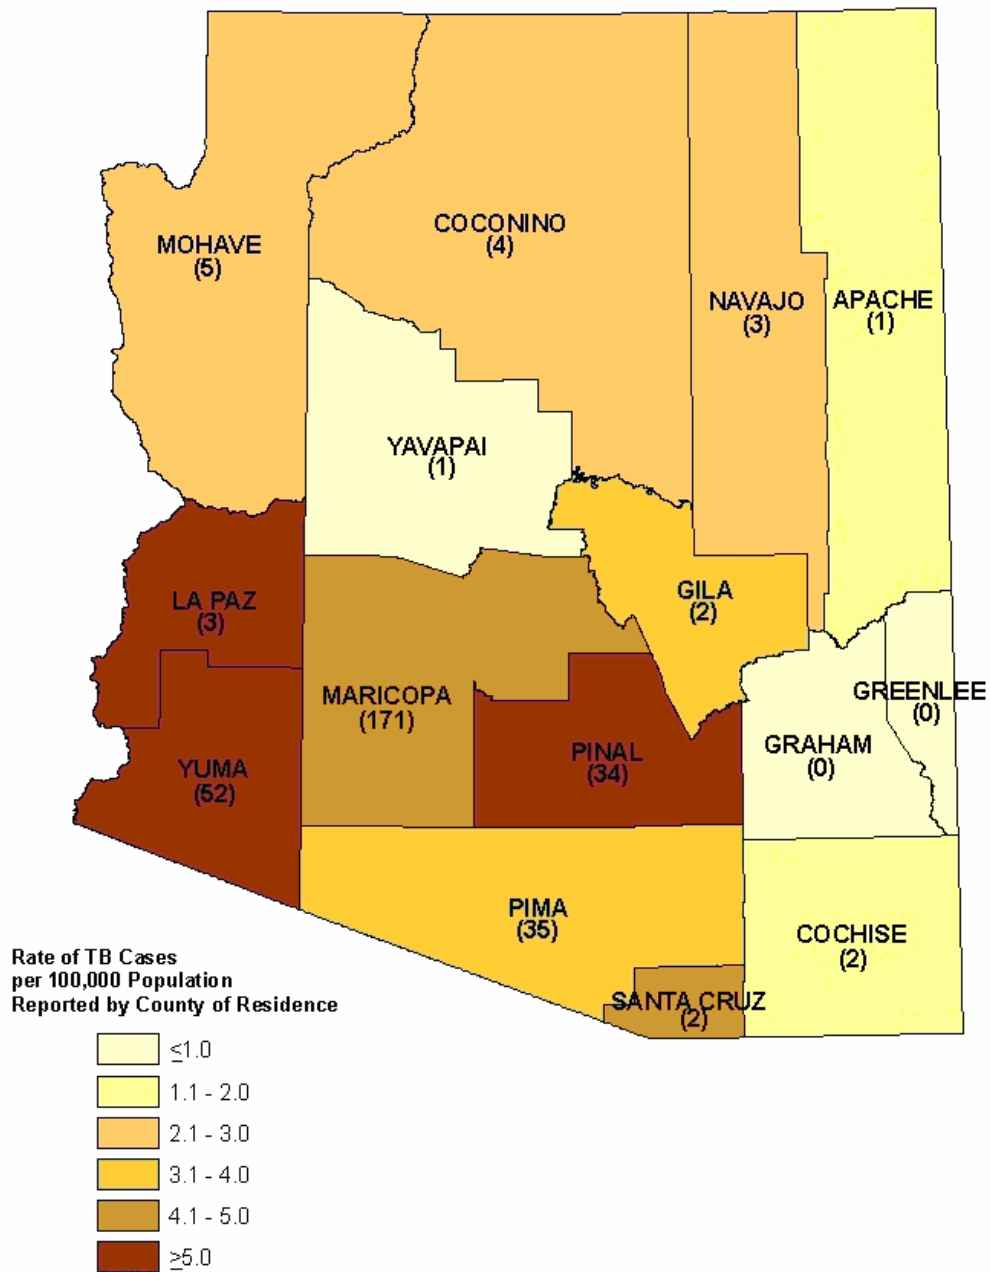 COCONINO
(4)
MOHAVE
(5)
NAVAJO
(3)
APACHE
(1)
YAVAPAI
(1)
GILA
(2)
LA PAZ
(3)
MARICOPA
(171)
GREENLEE
(0)
GRAHAM
(0)
PINAL
(34)
YUMA
(52)
PIMA
(35)
COCHISE
(2)
SANTA CRUZ
(2)
Rate of TB Cases
per 100,000 Population
Reported by County of Residence
≤1.0
1.1 - 2.0
2.1 - 3.0
3.1 - 4.0
4.1 - 5.0
≥5.0